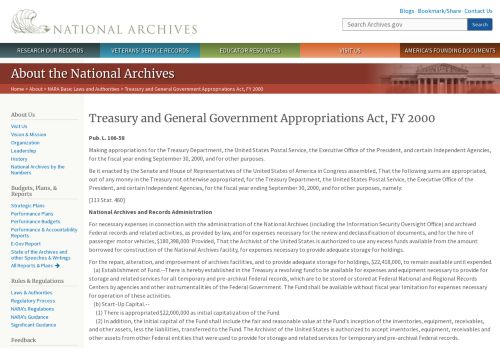 NATIONAL ARCHIVES
Blogs · Bookmark/Share · Contact Us
Search Archives.gov
Search
RESEARCH OUR RECORDS
VETERANS' SERVICE RECORDS
EDUCATOR RESOURCES
VISIT US
AMERICA'S FOUNDING DOCUMENTS
About the National Archives
Home > About > NARA Basic Laws and Authorities > Treasury and General Government Appropriations Act, FY 2000
About Us
Visit Us
Vision & Mission
Organization
Leadership
History
National Archives by the
Numbers
Budgets, Plans, &
Reports
Strategic Plans
Performance Plans
Performance Budgets
Performance & Accountability
Reports
E-Gov Report
State of the Archives and
other Speeches & Writings
All Reports & Plans
Rules & Regulations
Laws & Authorities
Regulatory Process
NARA's Regulations
NARA's Guidance
Significant Guidance
Feedback
Treasury and General Government Appropriations Act, FY 2000
Pub. L. 106-58
Making appropriations for the Treasury Department, the United States Postal Service, the Executive Office of the President, and certain Independent Agencies,
for the fiscal year ending September 30, 2000, and for other purposes.
Be it enacted by the Senate and House of Representatives of the United States of America in Congress assembled, That the following sums are appropriated,
out of any money in the Treasury not otherwise appropriated, for the Treasury Department, the United States Postal Service, the Executive Office of the
President, and certain Independent Agencies, for the fiscal year ending September 30, 2000, and for other purposes, namely:
[113 Stat. 460]
National Archives and Records Administration
For necessary expenses in connection with the administration of the National Archives (including the Information Security Oversight Office) and archived
Federal records and related activities, as provided by law, and for expenses necessary for the review and declassification of documents, and for the hire of
passenger motor vehicles, $180,398,000: Provided, That the Archivist of the United States is authorized to use any excess funds available from the amount
borrowed for construction of the National Archives facility, for expenses necessary to provide adequate storage for holdings.
For the repair, alteration, and improvement of archives facilities, and to provide adequate storage for holdings, $22,418,000, to remain available until expended.
(a) Establishment of Fund.--There is hereby established in the Treasury a revolving fund to be available for expenses and equipment necessary to provide for
storage and related services for all temporary and pre-archival Federal records, which are to be stored or stored at Federal National and Regional Records
Centers by agencies and other instrumentalities of the Federal Government. The Fund shall be available without fiscal year limitation for expenses necessary
for operation of these activities.
(b) Start-Up Capital.--
(1) There is appropriated $22,000,000 as initial capitalization of the Fund.
(2) In addition, the initial capital of the Fund shall include the fair and reasonable value at the Fund's inception of the inventories, equipment, receivables,
and other assets, less the liabilities, transferred to the Fund. The Archivist of the United States is authorized to accept inventories, equipment, receivables and
other assets from other Federal entities that were used to provide for storage and related services for temporary and pre-archival Federal records.